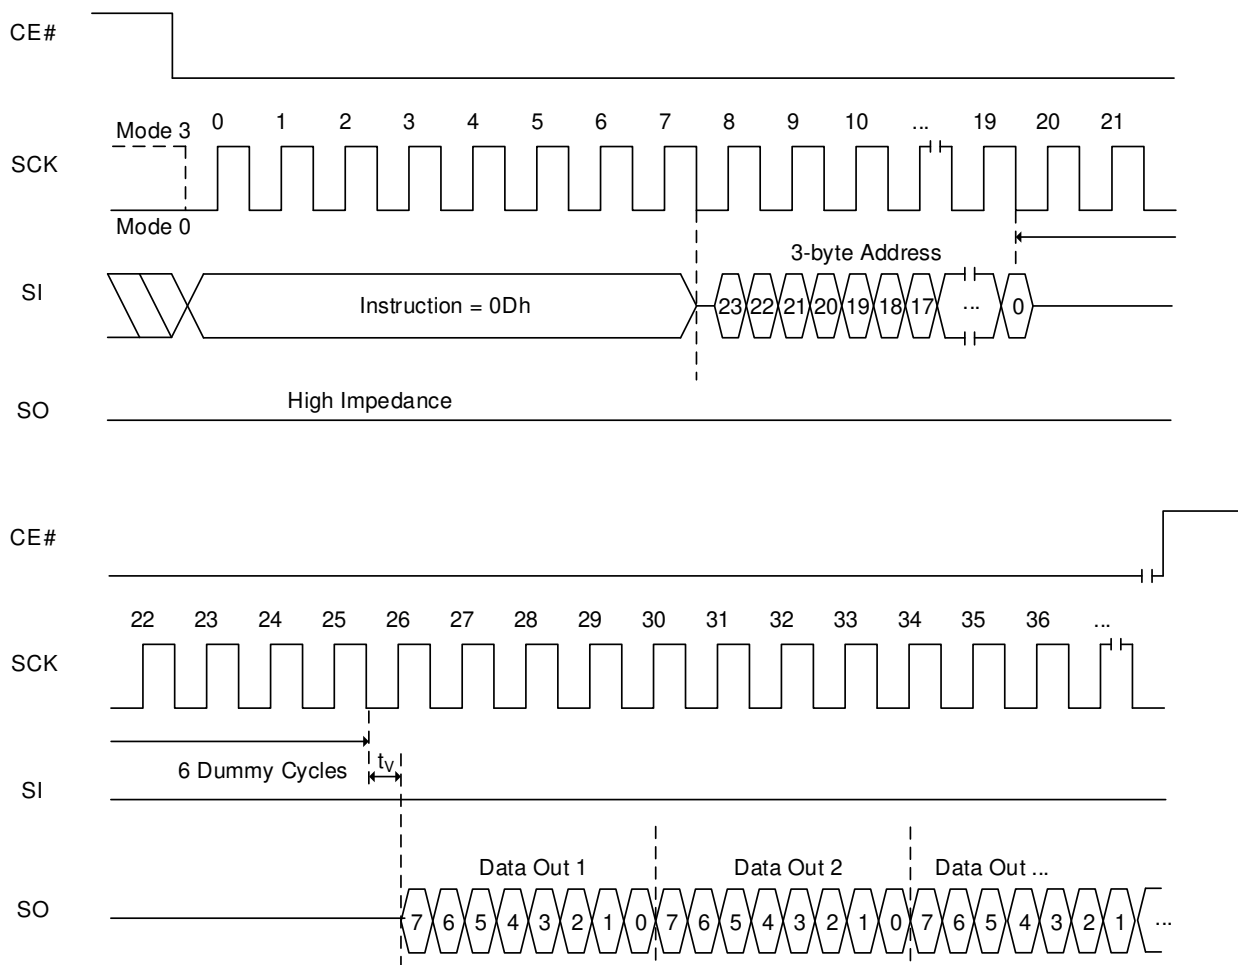 CE#
0 1 2 3 4 5 6 7 8 9 10 ... 19 20 21
Mode 3
SCK
Mode 0
3-byte Address
SI
Instruction = 0Dh
23 22 21 20 19 18 17 ... 0
High Impedance
SO
CE#
22 23 24 25 26 27 28 29 30 31 32 33 34 35 36 ...
SCK
6 Dummy Cycles
tV
SI
Data Out 1
Data Out 2
Data Out ...
SO
7 6 5 4 3 2 1 0 7 6 5 4 3 2 1 0 7 6 5 4 3 2 1 ...